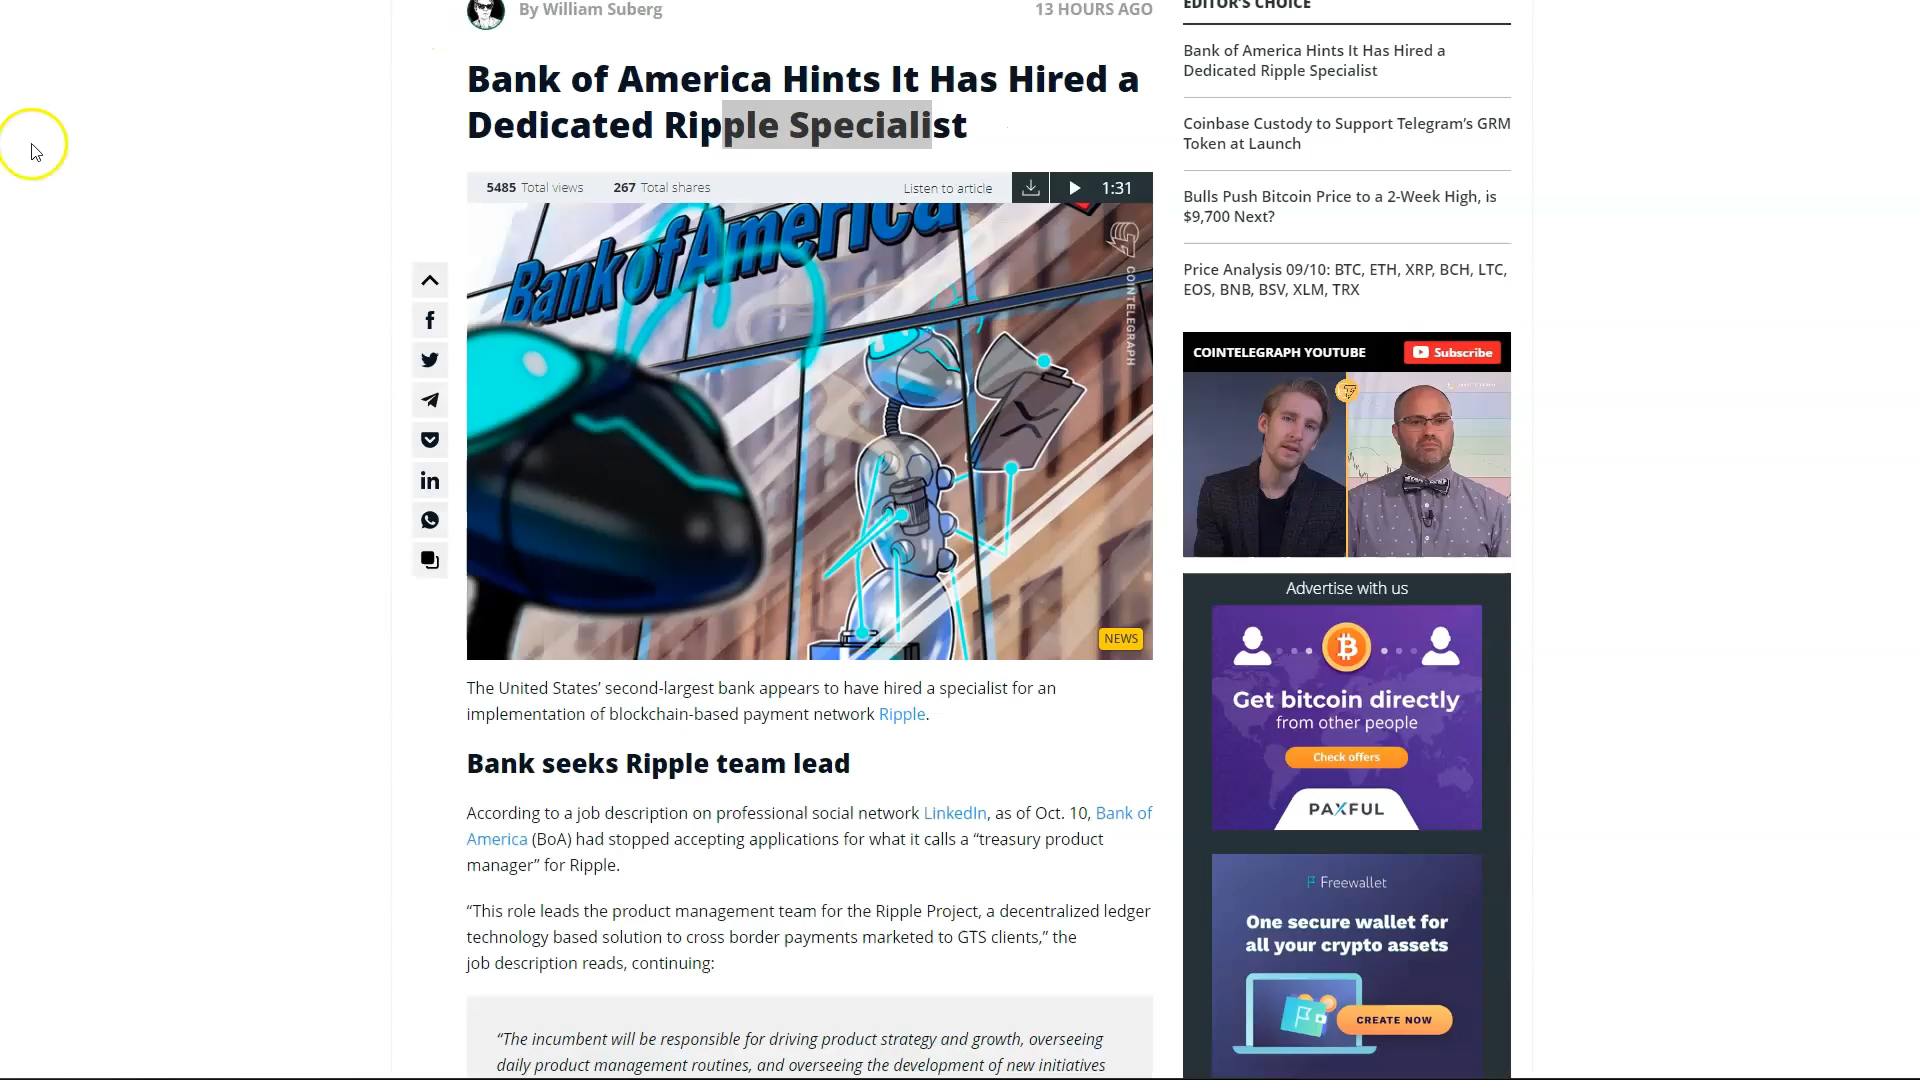 By William Suberg
13 HOURS AGO
Bank of America Hints It Has Hired a
Dedicated Ripple Specialist
5485 Total views 267 Total shares
Listen to article
1:31
Bank of America
COINTELEGRAPH
NEWS
The United States’ second-largest bank appears to have hired a specialist for an
implementation of blockchain-based payment network Ripple.
Bank seeks Ripple team lead
According to a job description on professional social network LinkedIn, as of Oct. 10, Bank of
America (BoA) had stopped accepting applications for what it calls a “treasury product
manager” for Ripple.
“This role leads the product management team for the Ripple Project, a decentralized ledger
technology based solution to cross border payments marketed to GTS clients,” the
job description reads, continuing:
“The incumbent will be responsible for driving product strategy and growth, overseeing
daily product management routines, and overseeing the development of new initiatives
EDITOR’S CHOICE
Bank of America Hints It Has Hired a
Dedicated Ripple Specialist
Coinbase Custody to Support Telegram’s GRM
Token at Launch
Bulls Push Bitcoin Price to a 2-Week High, is
$9,700 Next?
Price Analysis 09/10: BTC, ETH, XRP, BCH, LTC,
EOS, BNB, BSV, XLM, TRX
COINTELEGRAPH YOUTUBE
Subscribe
Advertise with us
Get bitcoin directly
from other people
Check offers
PAXFUL
Freewallet
One secure wallet for
all your crypto assets
CREATE NOW